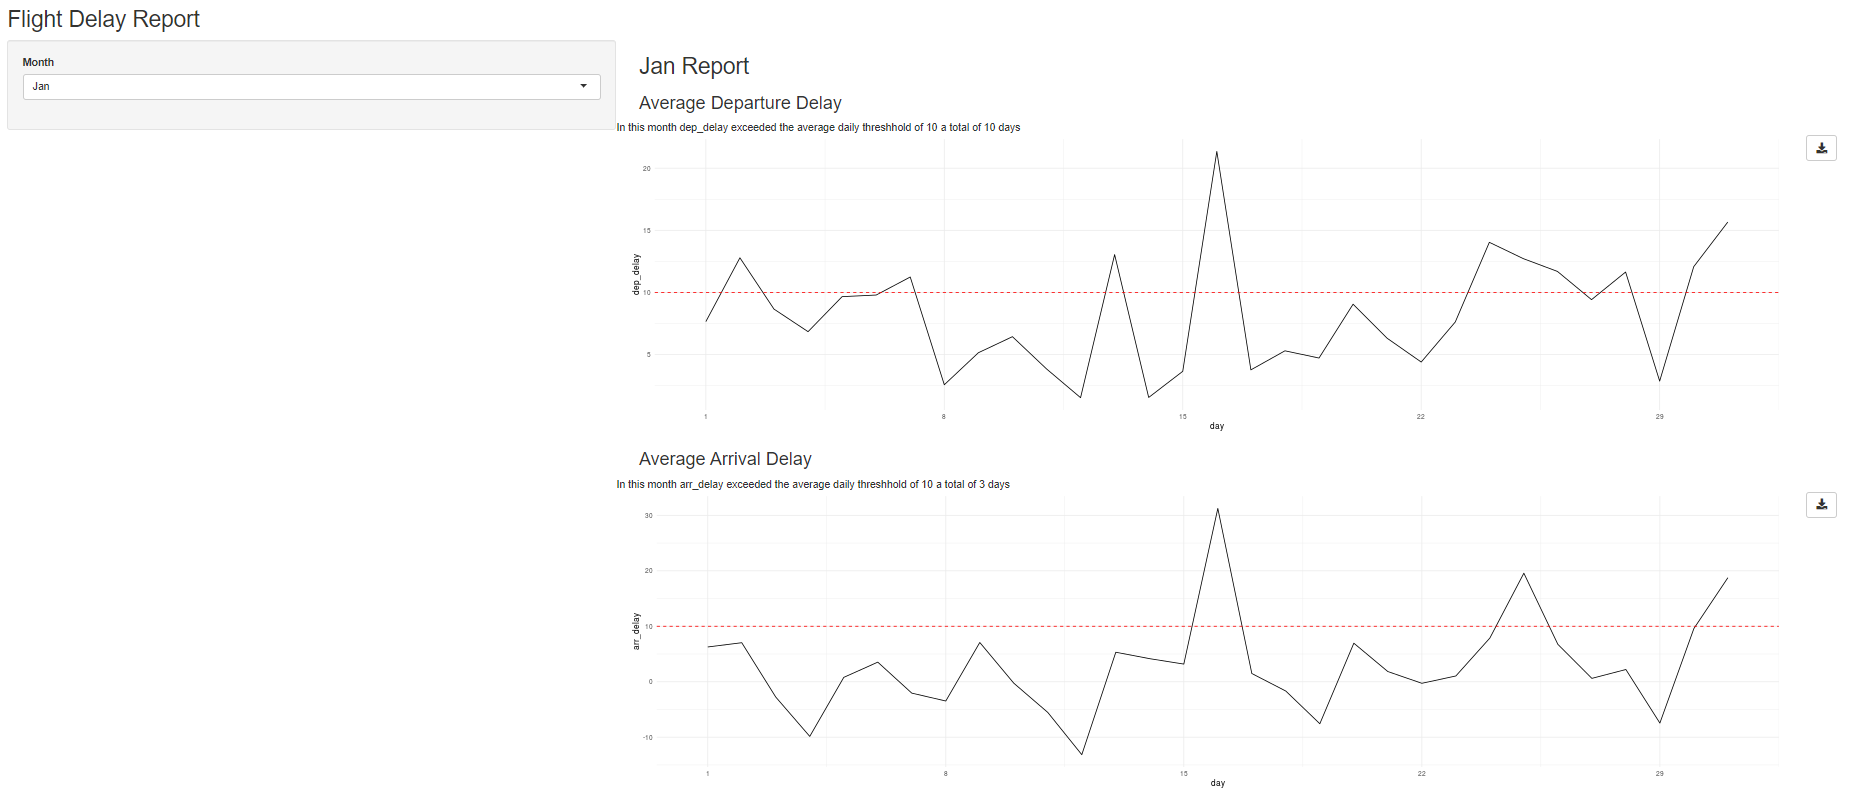 Flight Delay Report
Month
Jan
Jan Report
Average Departure Delay
In this month dep_delay exceeded the average daily threshhold of 10 a total of 10 days
20
15
10
5
dep_delay
1
8
15
22
29
day
Average Arrival Delay
In this month arr_delay exceeded the average daily threshhold of 10 a total of 3 days
30
20
10
0
-10
arr_delay
1
8
15
22
29
day